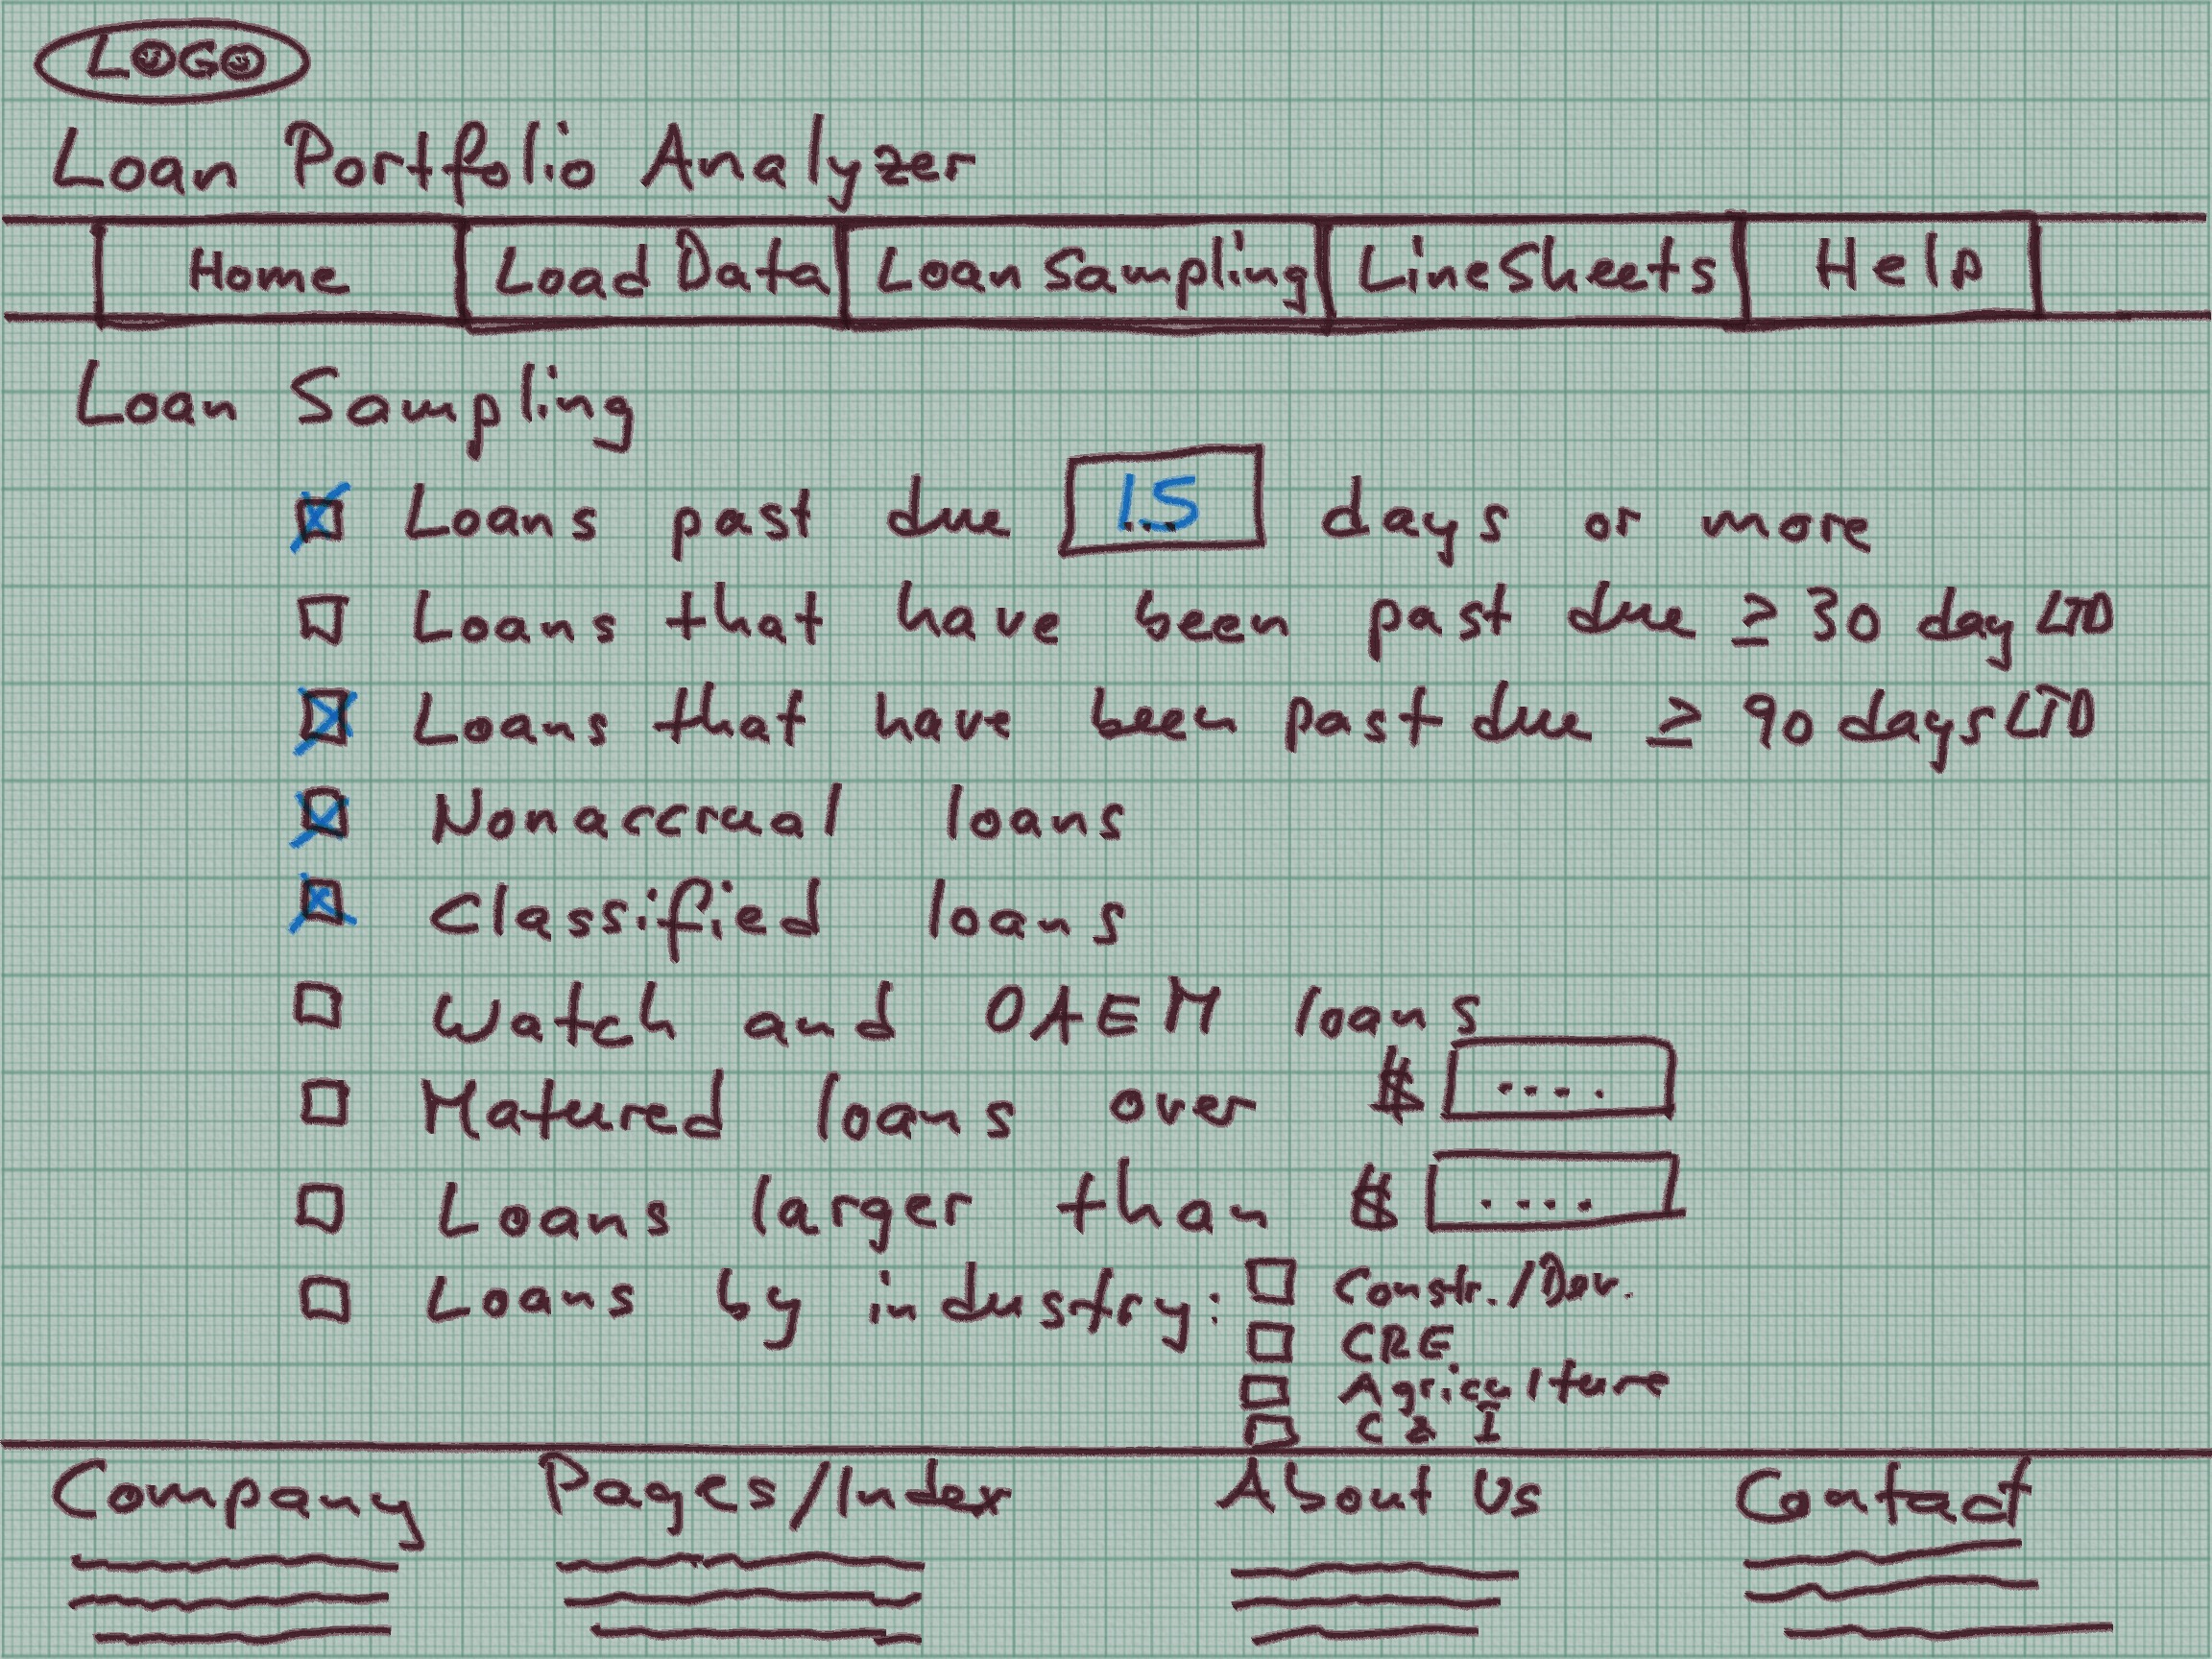 LOGO
Loan Portfolio Analyzer
Home Load Data Loan Sampling LineSheets Help
Loan Sampling
Loans past due 15 days or more
Loans that have been past due ≥ 30 day LTD
Loans that have been past due ≥ 90 days LTD
Nonaccrual loans
Classified loans
Watch and OAEM loans
Matured loans over $ ....
Loans larger than $ ....
Loans by industry: Constr./Dev.
CRE
Agriculture
C & I
Company Pages/Index About Us Contact